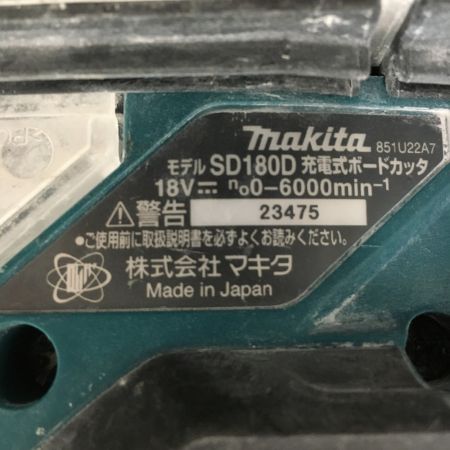 makita 851U22A7
モデル SD180D 充電式ボードカッタ
18V⎓ n₀0-6000min⁻¹
⚠警告 23475
●ご使用前に取扱説明書を必ずよくお読みください。
株式会社 マキタ
Made in Japan